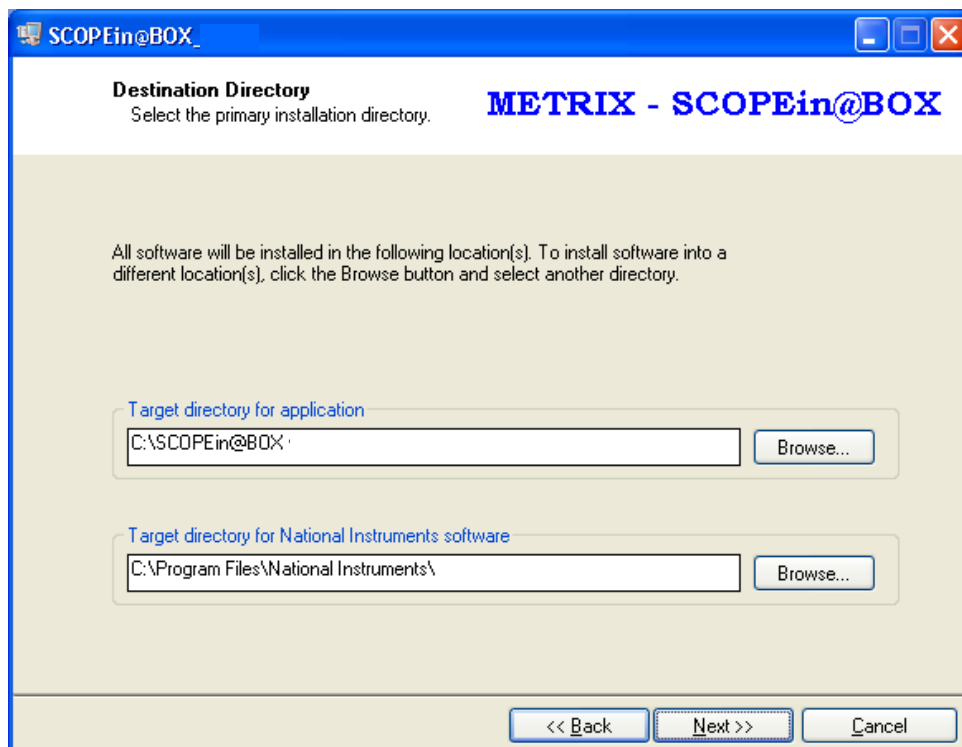 SCOPEin@BOX_
Destination Directory
Select the primary installation directory.
METRIX - SCOPEin@BOX
All software will be installed in the following location(s). To install software into a
different location(s), click the Browse button and select another directory.
Target directory for application
C:\SCOPEin@BOX
Browse...
Target directory for National Instruments software
C:\Program Files\National Instruments\
Browse...
<< Back
Next >>
Cancel